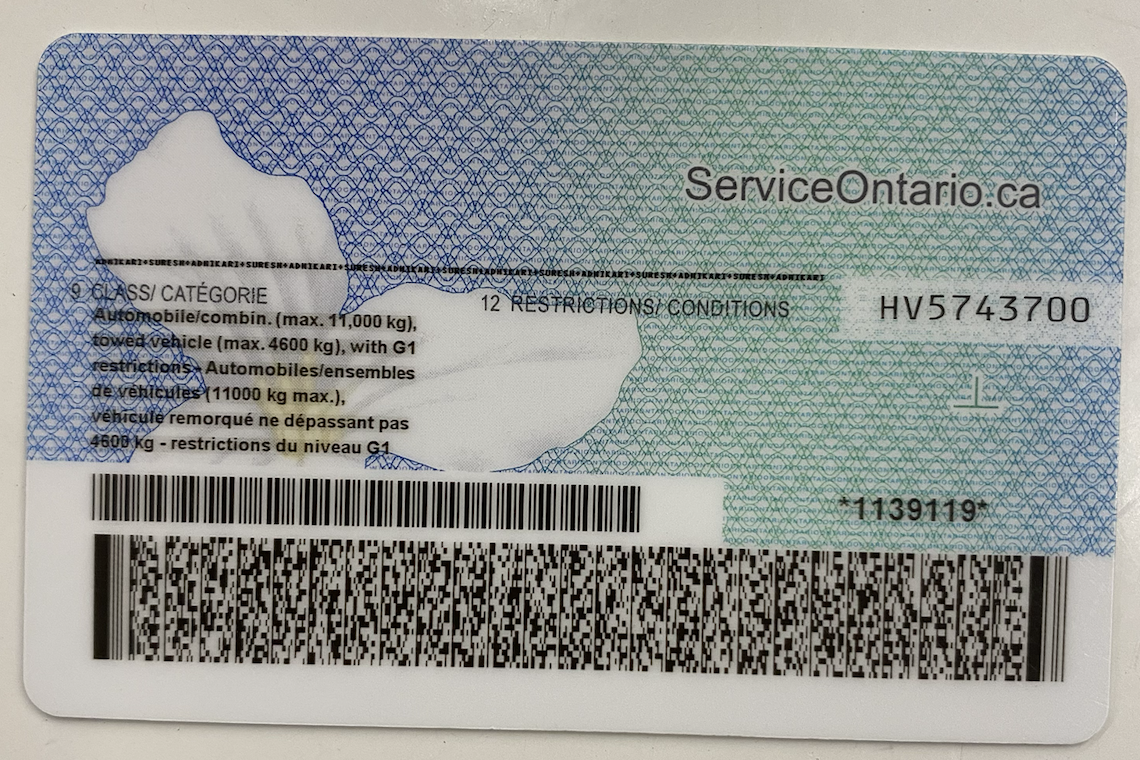 ServiceOntario.ca
ADHIKARI+SURESH+ADHIKARI+SURESH+ADHIKARI+SURESH+ADHIKARI+SURESH+ADHIKARI+SURESH+ADHIKARI+SURESH+ADHIKARI+SURESH+ADHIKARI
9 CLASS/ CATÉGORIE
12 RESTRICTIONS/ CONDITIONS
HV5743700
Automobile/combin. (max. 11,000 kg),
towed vehicle (max. 4600 kg), with G1
restrictions - Automobiles/ensembles
de véhicules (11000 kg max.),
véhicule remorqué ne dépassant pas
4600 kg - restrictions du niveau G1
*1139119*